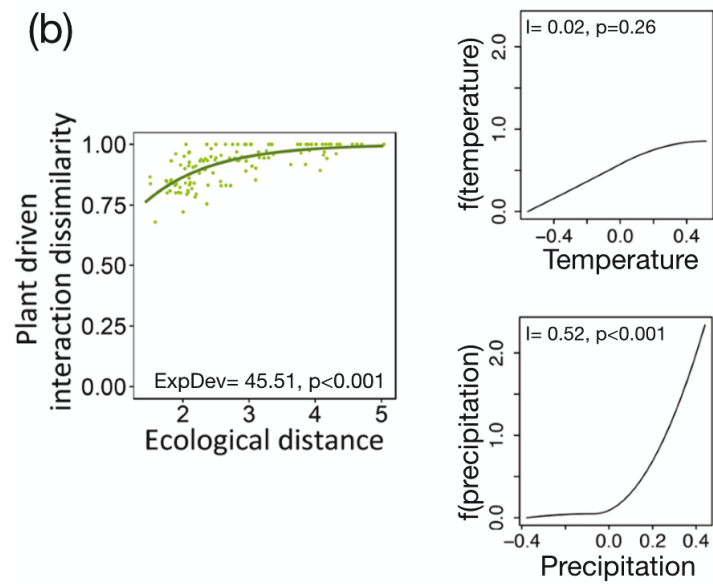 (b)
Plant driven
interaction dissimilarity
1.00
0.75
0.50
0.25
0.00
ExpDev= 45.51, p<0.001
2 3 4 5
Ecological distance
I= 0.02, p=0.26
f(temperature)
2.0
1.0
0.0
-0.4 0.0 0.4
Temperature
I= 0.52, p<0.001
f(precipitation)
2.0
1.0
0.0
-0.4 0.0 0.2 0.4
Precipitation